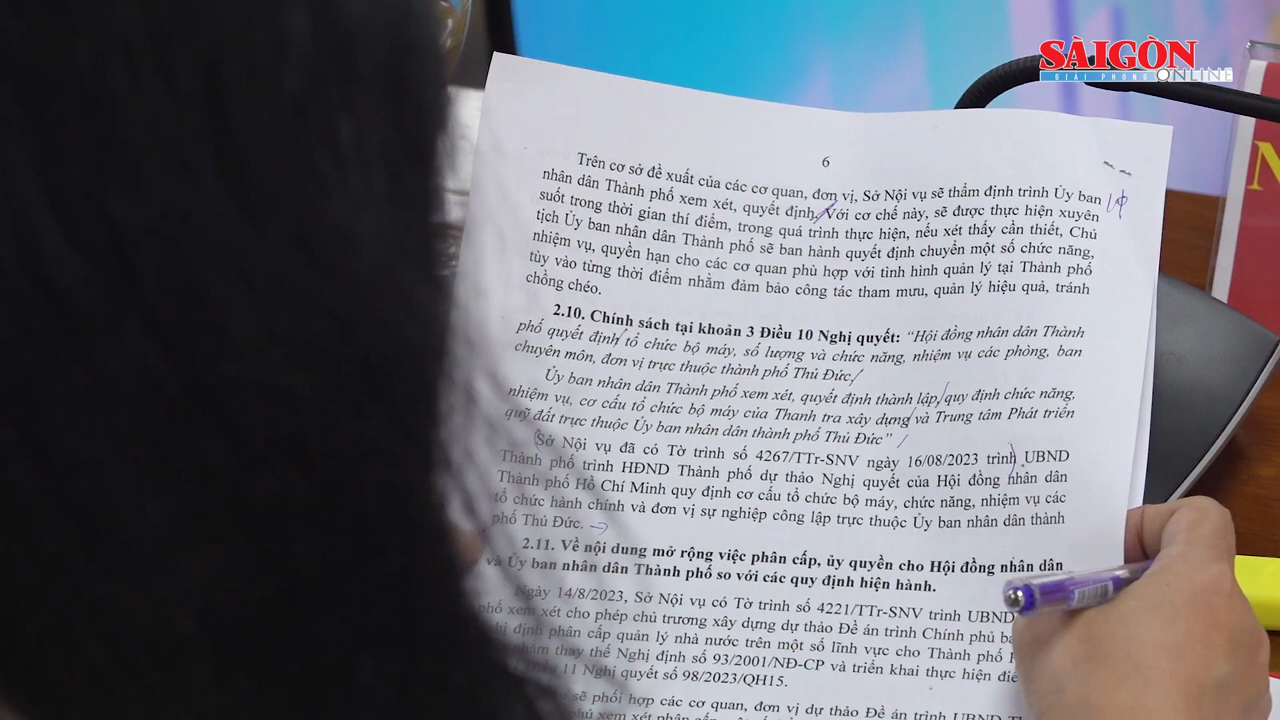 SÀIGÒN
GIẢI PHÓNG ONLINE
6
Trên cơ sở đề xuất của các cơ quan, đơn vị, Sở Nội vụ sẽ thẩm định trình Ủy ban
nhân dân Thành phố xem xét, quyết định. Với cơ chế này, sẽ được thực hiện xuyên
suốt trong thời gian thí điểm, trong quá trình thực hiện, nếu xét thấy cần thiết, Chủ
tịch Ủy ban nhân dân Thành phố sẽ ban hành quyết định chuyển một số chức năng,
nhiệm vụ, quyền hạn cho các cơ quan phù hợp với tình hình quản lý tại Thành phố
tùy vào từng thời điểm nhằm đảm bảo công tác tham mưu, quản lý hiệu quả, tránh
chồng chéo.
2.10. Chính sách tại khoản 3 Điều 10 Nghị quyết: “Hội đồng nhân dân Thành
phố quyết định tổ chức bộ máy, số lượng và chức năng, nhiệm vụ các phòng, ban
chuyên môn, đơn vị trực thuộc thành phố Thủ Đức
Ủy ban nhân dân Thành phố xem xét, quyết định thành lập, quy định chức năng,
nhiệm vụ, cơ cấu tổ chức bộ máy của Thanh tra xây dựng và Trung tâm Phát triển
quỹ đất trực thuộc Ủy ban nhân dân thành phố Thủ Đức”
Sở Nội vụ đã có Tờ trình số 4267/TTr-SNV ngày 16/08/2023 trình UBND
Thành phố trình HĐND Thành phố dự thảo Nghị quyết của Hội đồng nhân dân
Thành phố Hồ Chí Minh quy định cơ cấu tổ chức bộ máy, chức năng, nhiệm vụ các
tổ chức hành chính và đơn vị sự nghiệp công lập trực thuộc Ủy ban nhân dân thành
phố Thủ Đức.
2.11. Về nội dung mở rộng việc phân cấp, ủy quyền cho Hội đồng nhân dân
và Ủy ban nhân dân Thành phố so với các quy định hiện hành.
Ngày 14/8/2023, Sở Nội vụ có Tờ trình số 4221/TTr-SNV trình UBND
phố xem xét cho phép chủ trương xây dựng dự thảo Đề án trình Chính phủ
định phân cấp quản lý nhà nước trên một số lĩnh vực cho Thành phố
thay thế Nghị định số 93/2001/NĐ-CP và triển khai thực hiện
11 Nghị quyết số 98/2023/QH15.
sẽ phối hợp các cơ quan, đơn vị dự thảo Đề án trình UBND
xem xét phân cấp